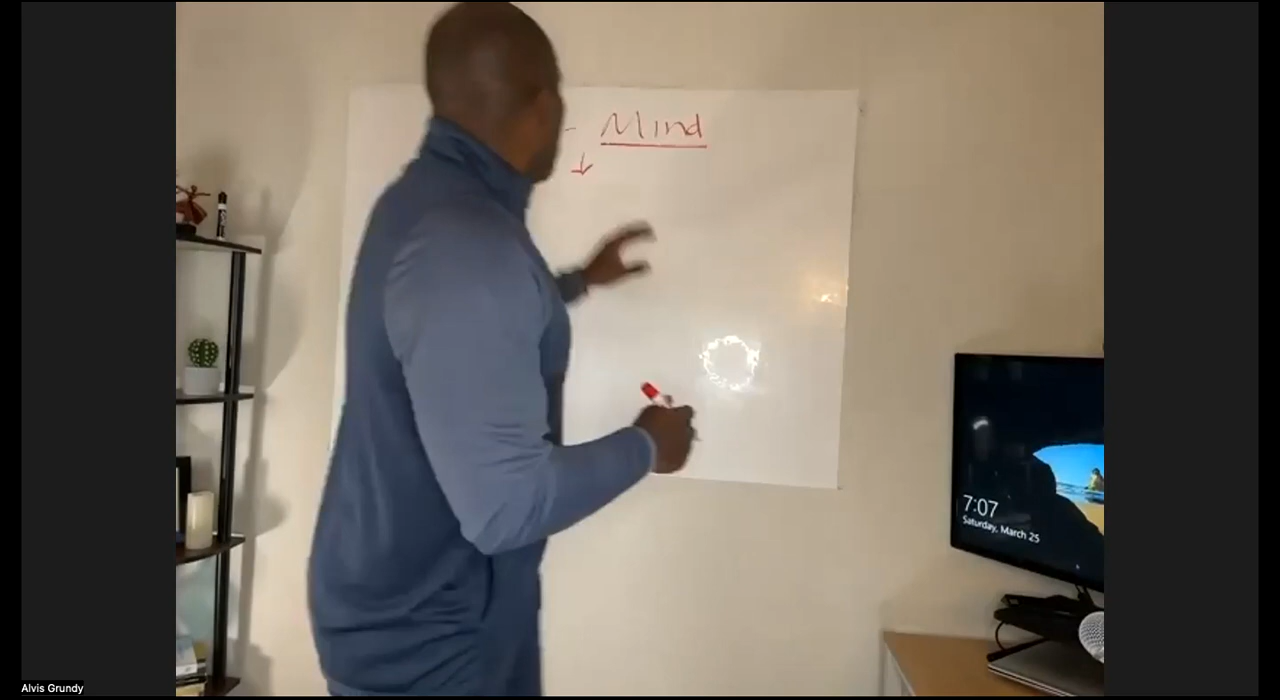 - Mind
↓
7:07
Saturday, March 25
Alvis Grundy